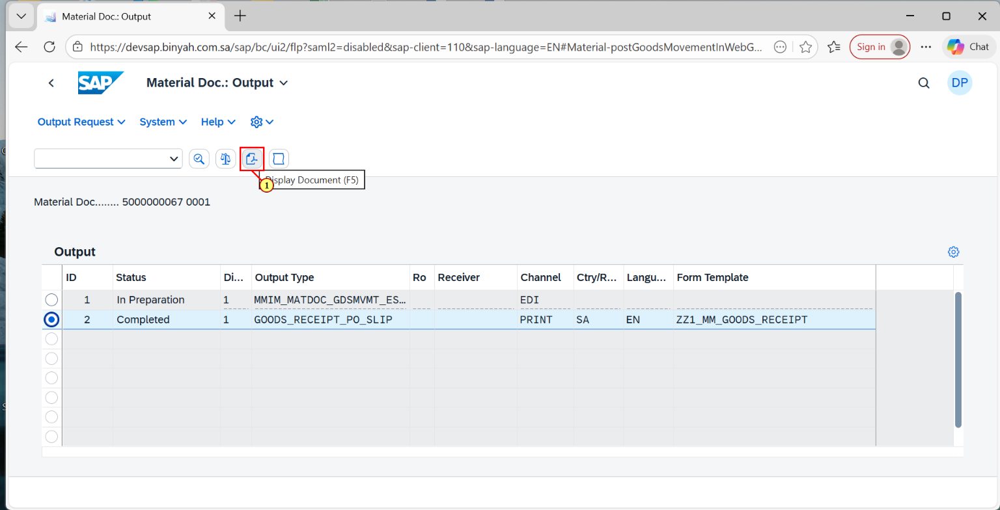 Material Doc.: Output
https://devsap.binyah.com.sa/sap/bc/ui2/flp?saml2=disabled&sap-client=110&sap-language=EN#Material-postGoodsMovementInWebG...
Sign in
Chat
SAP
Material Doc.: Output
DP
Output Request
System
Help
Display Document (F5)
1
Material Doc........ 5000000067 0001
Output
ID Status Di... Output Type Ro Receiver Channel Ctry/R... Langu... Form Template
1 In Preparation 1 MMIM_MATDOC_GDSMVMT_ES... EDI
2 Completed 1 GOODS_RECEIPT_PO_SLIP PRINT SA EN ZZ1_MM_GOODS_RECEIPT